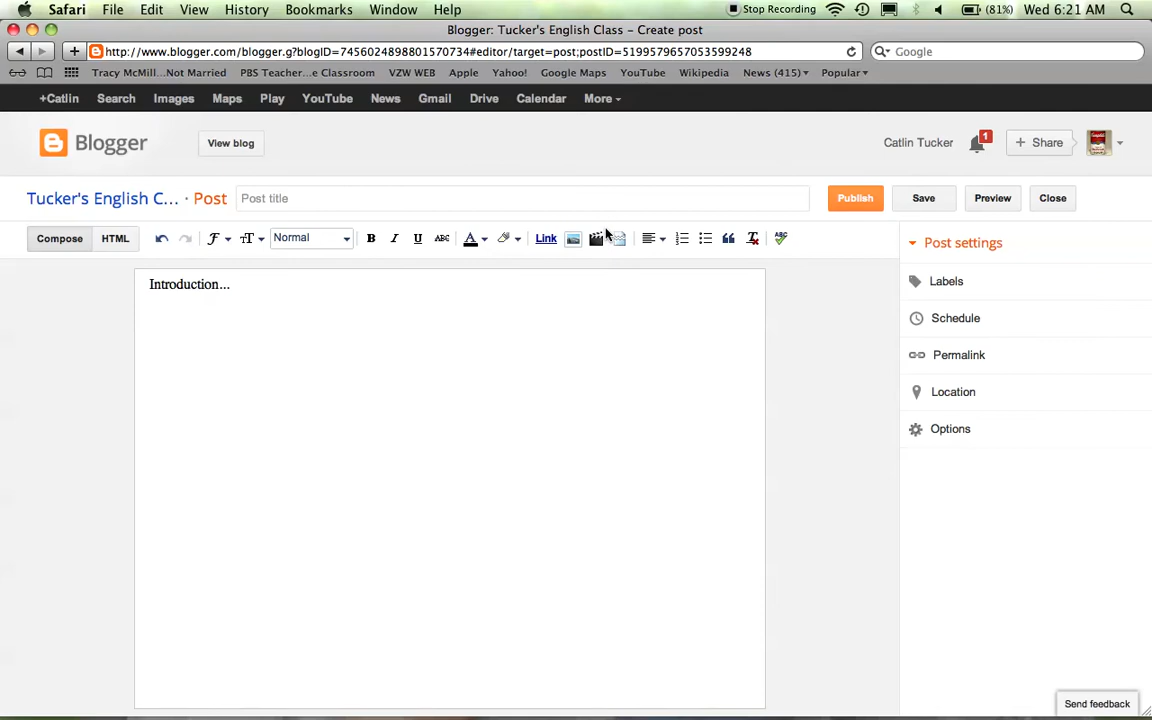 Safari File Edit View History Bookmarks Window Help Stop Recording (81%) Wed 6:21 AM
Blogger: Tucker's English Class – Create post
http://www.blogger.com/blogger.g?blogID=7456024898801570734#editor/target=post;postID=5199579657053599248 Google
Tracy McMill...Not Married PBS Teacher...e Classroom VZW WEB Apple Yahoo! Google Maps YouTube Wikipedia News (415) Popular
+Catlin Search Images Maps Play YouTube News Gmail Drive Calendar More
Blogger View blog Catlin Tucker 1 + Share
Tucker's English C... · Post Post title Publish Save Preview Close
Compose HTML F TT Normal B I U ABC A Link ABC
Post settings
Introduction...
Labels
Schedule
Permalink
Location
Options
Send feedback